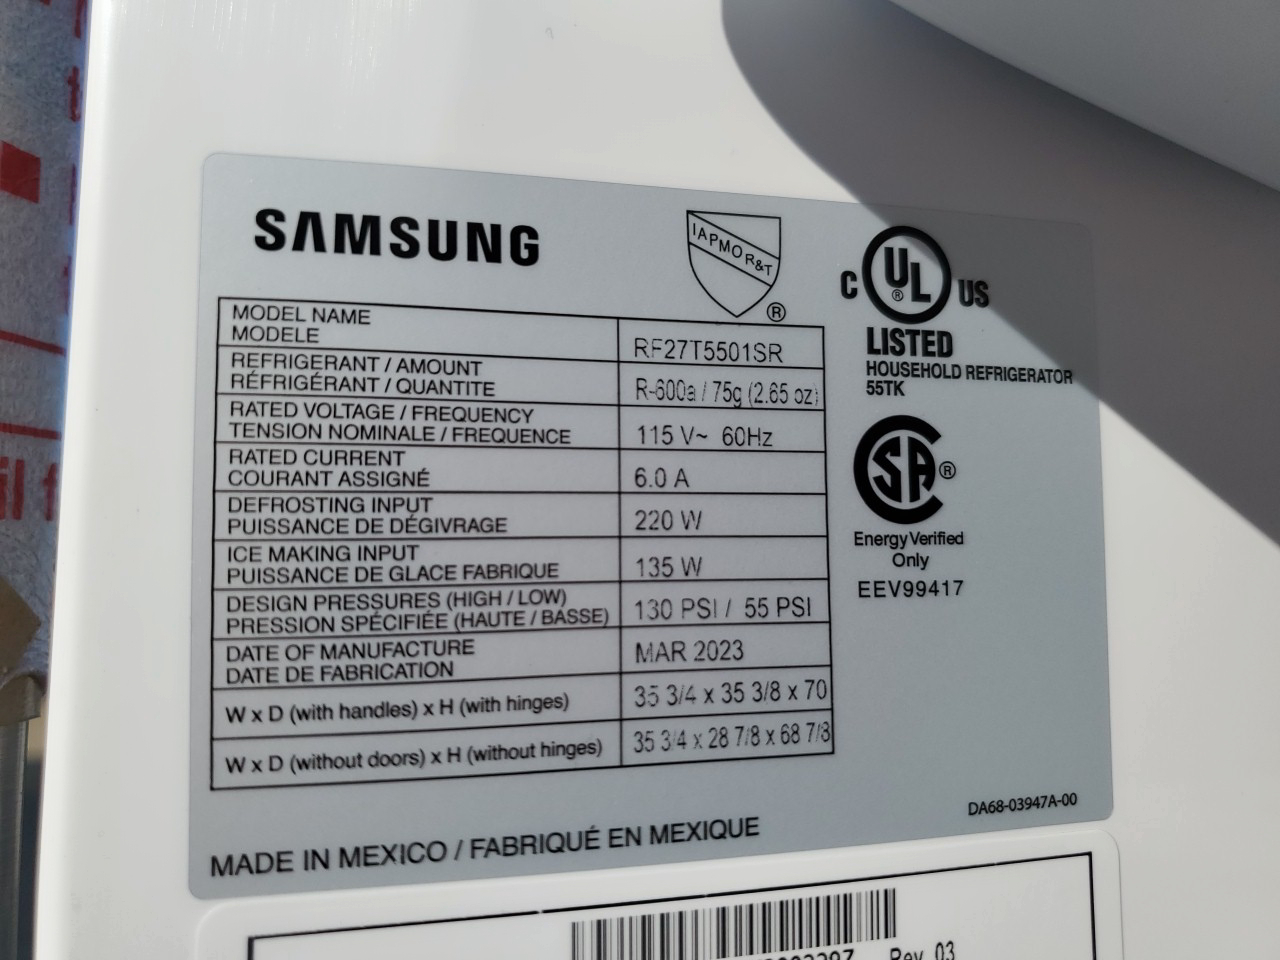 SAMSUNG
IAPMO R&T
®
C UL® US
LISTED
HOUSEHOLD REFRIGERATOR
55TK
SA®
Energy Verified
Only
EEV99417
MODEL NAME
MODELE
RF27T5501SR
REFRIGERANT / AMOUNT
RÉFRIGÉRANT / QUANTITE
R-600a / 75g (2.65 oz)
RATED VOLTAGE / FREQUENCY
TENSION NOMINALE / FREQUENCE
115 V~ 60Hz
RATED CURRENT
COURANT ASSIGNÉ
6.0 A
DEFROSTING INPUT
PUISSANCE DE DÉGIVRAGE
220 W
ICE MAKING INPUT
PUISSANCE DE GLACE FABRIQUE
135 W
DESIGN PRESSURES (HIGH / LOW)
PRESSION SPÉCIFIÉE (HAUTE / BASSE)
130 PSI / 55 PSI
DATE OF MANUFACTURE
DATE DE FABRICATION
MAR 2023
W x D (with handles) x H (with hinges)
35 3/4 x 35 3/8 x 70
W x D (without doors) x H (without hinges)
35 3/4 x 28 7/8 x 68 7/8
DA68-03947A-00
MADE IN MEXICO / FABRIQUÉ EN MEXIQUE
Rev. 03